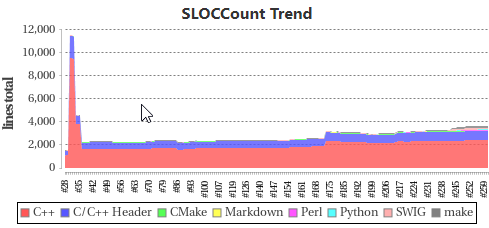 SLOCCount Trend
12,000
10,000
8,000
6,000
4,000
2,000
0
lines total
#28 #35 #42 #49 #56 #63 #70 #79 #86 #93 #100 #107 #119 #126 #140 #147 #154 #161 #168 #175 #185 #192 #199 #206 #217 #224 #231 #238 #245 #252 #259
C++ C/C++ Header CMake Markdown Perl Python SWIG make